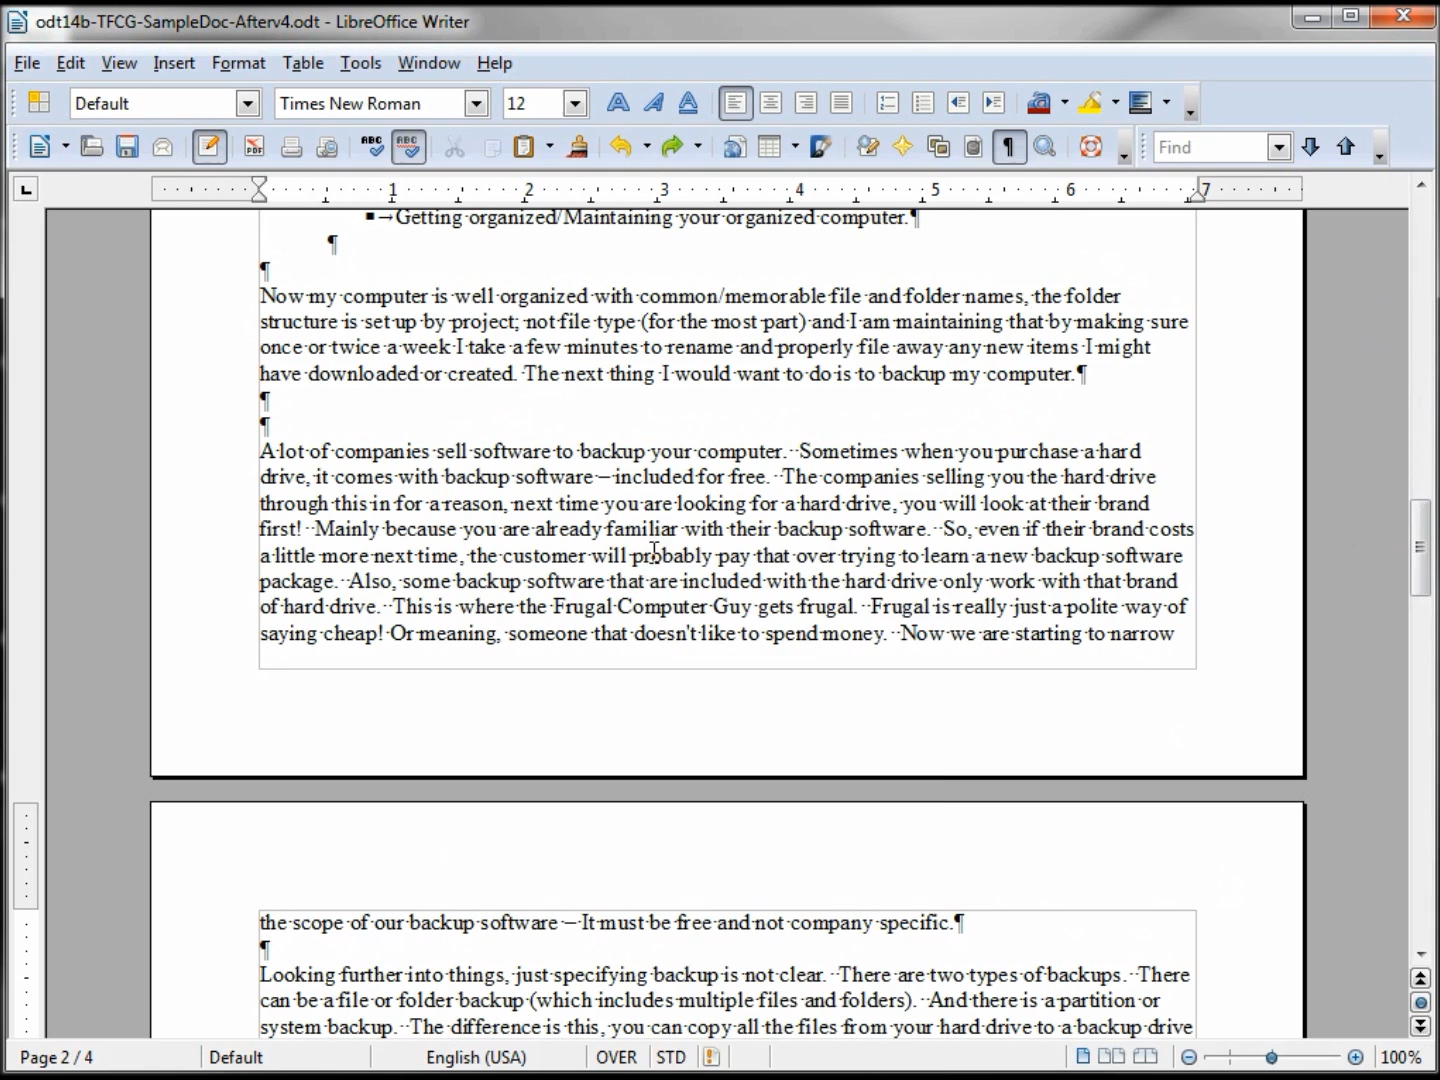 odt14b-TFCG-SampleDoc-Afterv4.odt - LibreOffice Writer
File Edit View Insert Format Table Tools Window Help
Default Times New Roman 12
ABC ABC PDF ¶ Find
1 2 3 4 5 6 7
■→Getting·organized/Maintaining·your·organized·computer.¶
¶
¶
Now·my·computer·is·well·organized·with·common/memorable·file·and·folder·names,·the·folder
structure·is·set·up·by·project;·not·file·type·(for·the·most·part)·and·I·am·maintaining·that·by·making·sure
once·or·twice·a·week·I·take·a·few·minutes·to·rename·and·properly·file·away·any·new·items·I·might
have·downloaded·or·created.··The·next·thing·I·would·want·to·do·is·to·backup·my·computer.¶
¶
¶
A·lot·of·companies·sell·software·to·backup·your·computer.··Sometimes·when·you·purchase·a·hard
drive,·it·comes·with·backup·software·–·included·for·free.··The·companies·selling·you·the·hard·drive
through·this·in·for·a·reason,·next·time·you·are·looking·for·a·hard·drive,·you·will·look·at·their·brand
first!··Mainly·because·you·are·already·familiar·with·their·backup·software.··So,·even·if·their·brand·costs
a·little·more·next·time,·the·customer·will·probably·pay·that·over·trying·to·learn·a·new·backup·software
package.··Also,·some·backup·software·that·are·included·with·the·hard·drive·only·work·with·that·brand
of·hard·drive.··This·is·where·the·Frugal·Computer·Guy·gets·frugal.··Frugal·is·really·just·a·polite·way·of
saying·cheap!·Or·meaning,·someone·that·doesn't·like·to·spend·money.··Now·we·are·starting·to·narrow
the·scope·of·our·backup·software·–·It·must·be·free·and·not·company·specific.¶
¶
Looking·further·into·things,·just·specifying·backup·is·not·clear.··There·are·two·types·of·backups.··There
can·be·a·file·or·folder·backup·(which·includes·multiple·files·and·folders).··And·there·is·a·partition·or
system·backup.··The·difference·is·this,·you·can·copy·all·the·files·from·your·hard·drive·to·a·backup·drive
Page 2 / 4 Default English (USA) OVER STD 100%